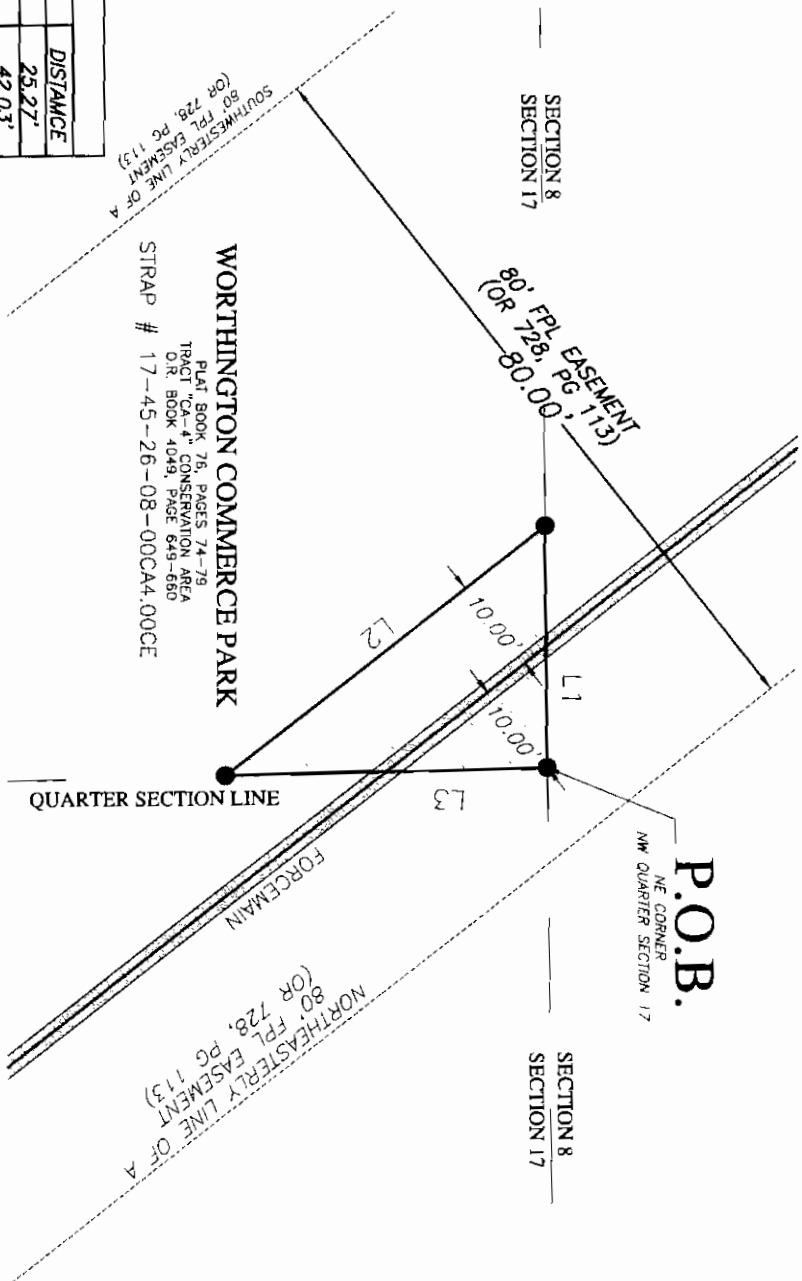 DISTAMCE
25.27'
42.03'
SECTION 8
SECTION 17
SOUTHWESTERLY LINE OF A
80' FPL EASEMENT
(OR 728, PG 113)
80' FPL EASEMENT
(OR 728, PG 113)
80.00'
WORTHINGTON COMMERCE PARK
PLAT BOOK 76, PAGES 74-79
TRACT "CA-4" CONSERVATION AREA
O.R. BOOK 4049, PAGE 649-660
STRAP # 17-45-26-08-00CA4.00CE
L1
L2
L3
10.00'
10.00'
P.O.B.
NE CORNER
NW QUARTER SECTION 17
QUARTER SECTION LINE
FORCEMAIN
NORTHEASTERLY LINE OF A
80' FPL EASEMENT
(OR 728, PG 113)
SECTION 8
SECTION 17